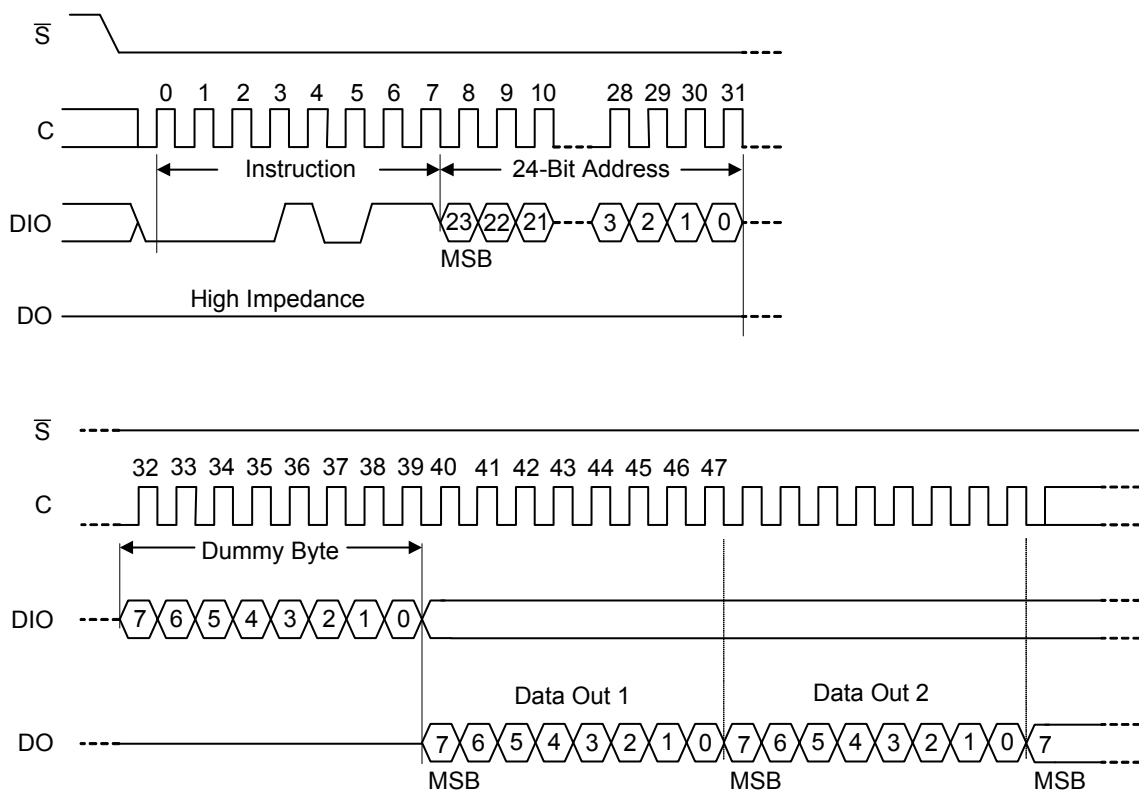 S̅
0 1 2 3 4 5 6 7 8 9 10 28 29 30 31
C
Instruction 24-Bit Address
DIO 23 22 21 3 2 1 0
MSB
High Impedance
DO
S̅
32 33 34 35 36 37 38 39 40 41 42 43 44 45 46 47
C
Dummy Byte
DIO 7 6 5 4 3 2 1 0
Data Out 1 Data Out 2
DO 7 6 5 4 3 2 1 0 7 6 5 4 3 2 1 0 7
MSB MSB MSB